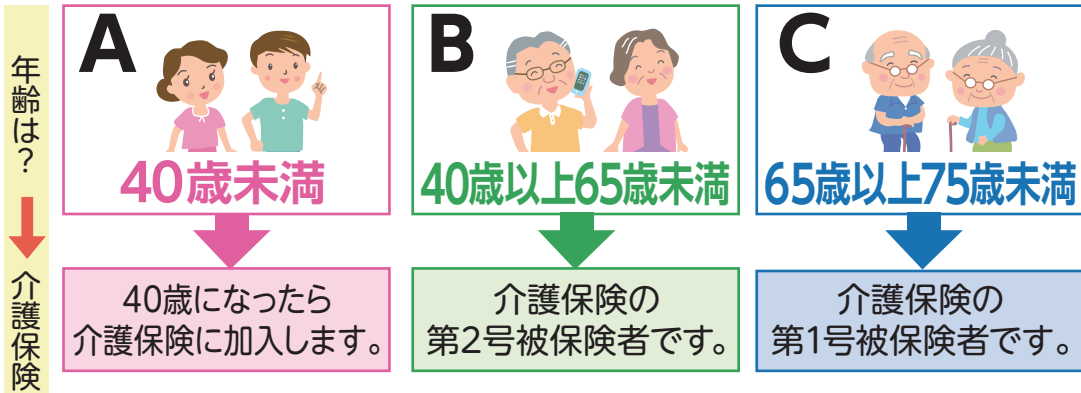 年齢は？
介護保険
A
40歳未満
40歳になったら
介護保険に加入します。
B
40歳以上65歳未満
介護保険の
第2号被保険者です。
C
65歳以上75歳未満
介護保険の
第1号被保険者です。